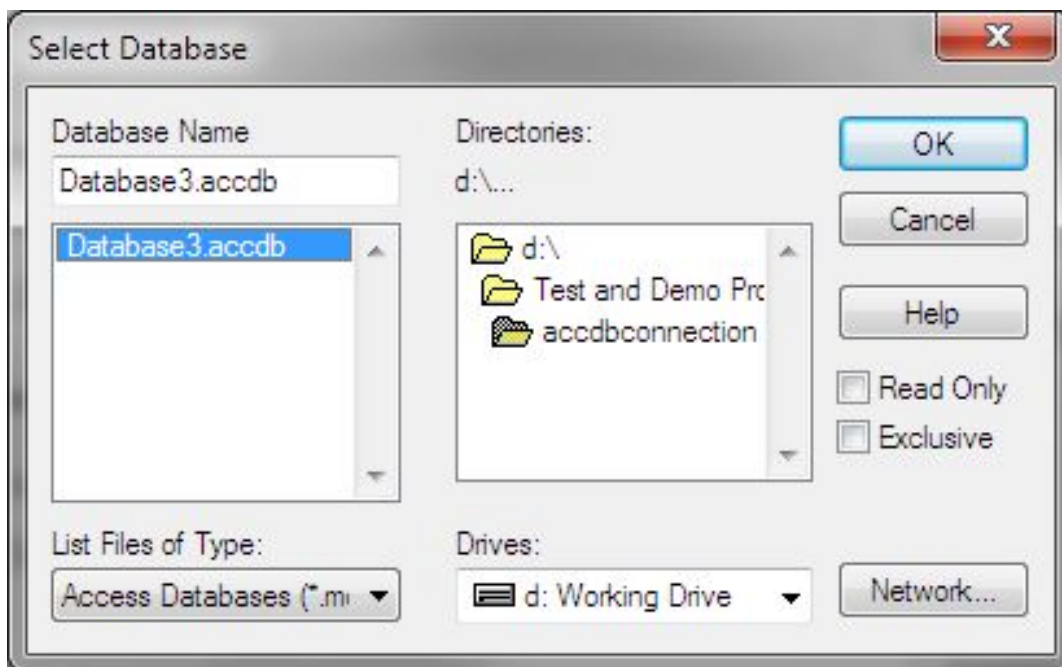 Select Database
Database Name
Database3.accdb
Database3.accdb
List Files of Type:
Access Databases (*.m
Directories:
d:\...
d:\
Test and Demo Pro
accdbconnection
Drives:
d: Working Drive
OK
Cancel
Help
Read Only
Exclusive
Network...